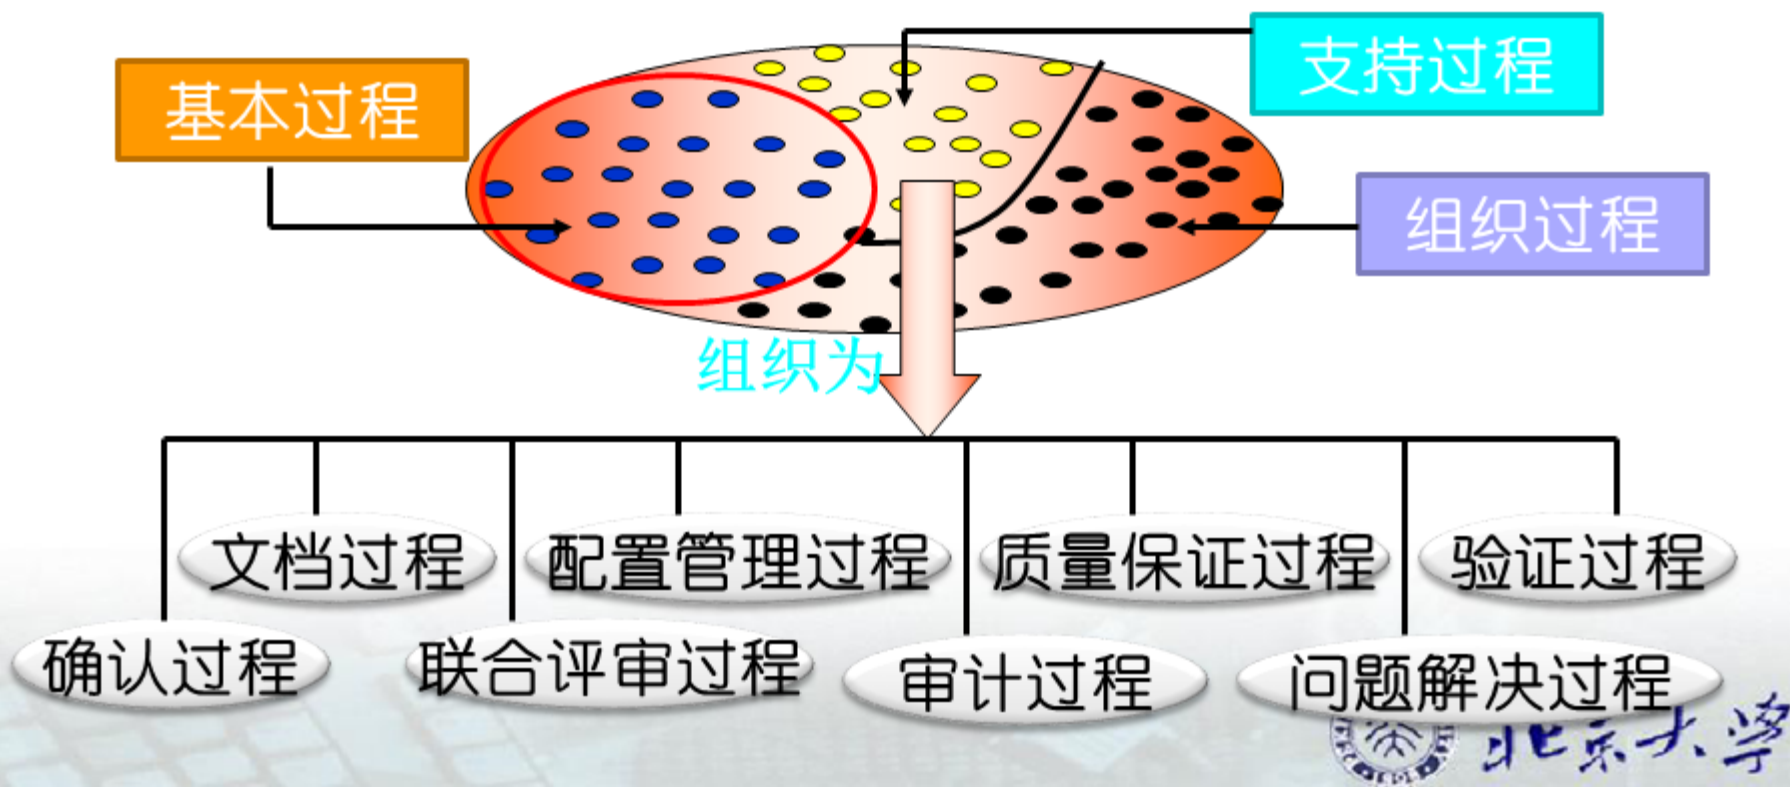 支持过程
基本过程
组织过程
组织为
文档过程
配置管理过程
质量保证过程
验证过程
确认过程
联合评审过程
审计过程
问题解决过程
北京大学